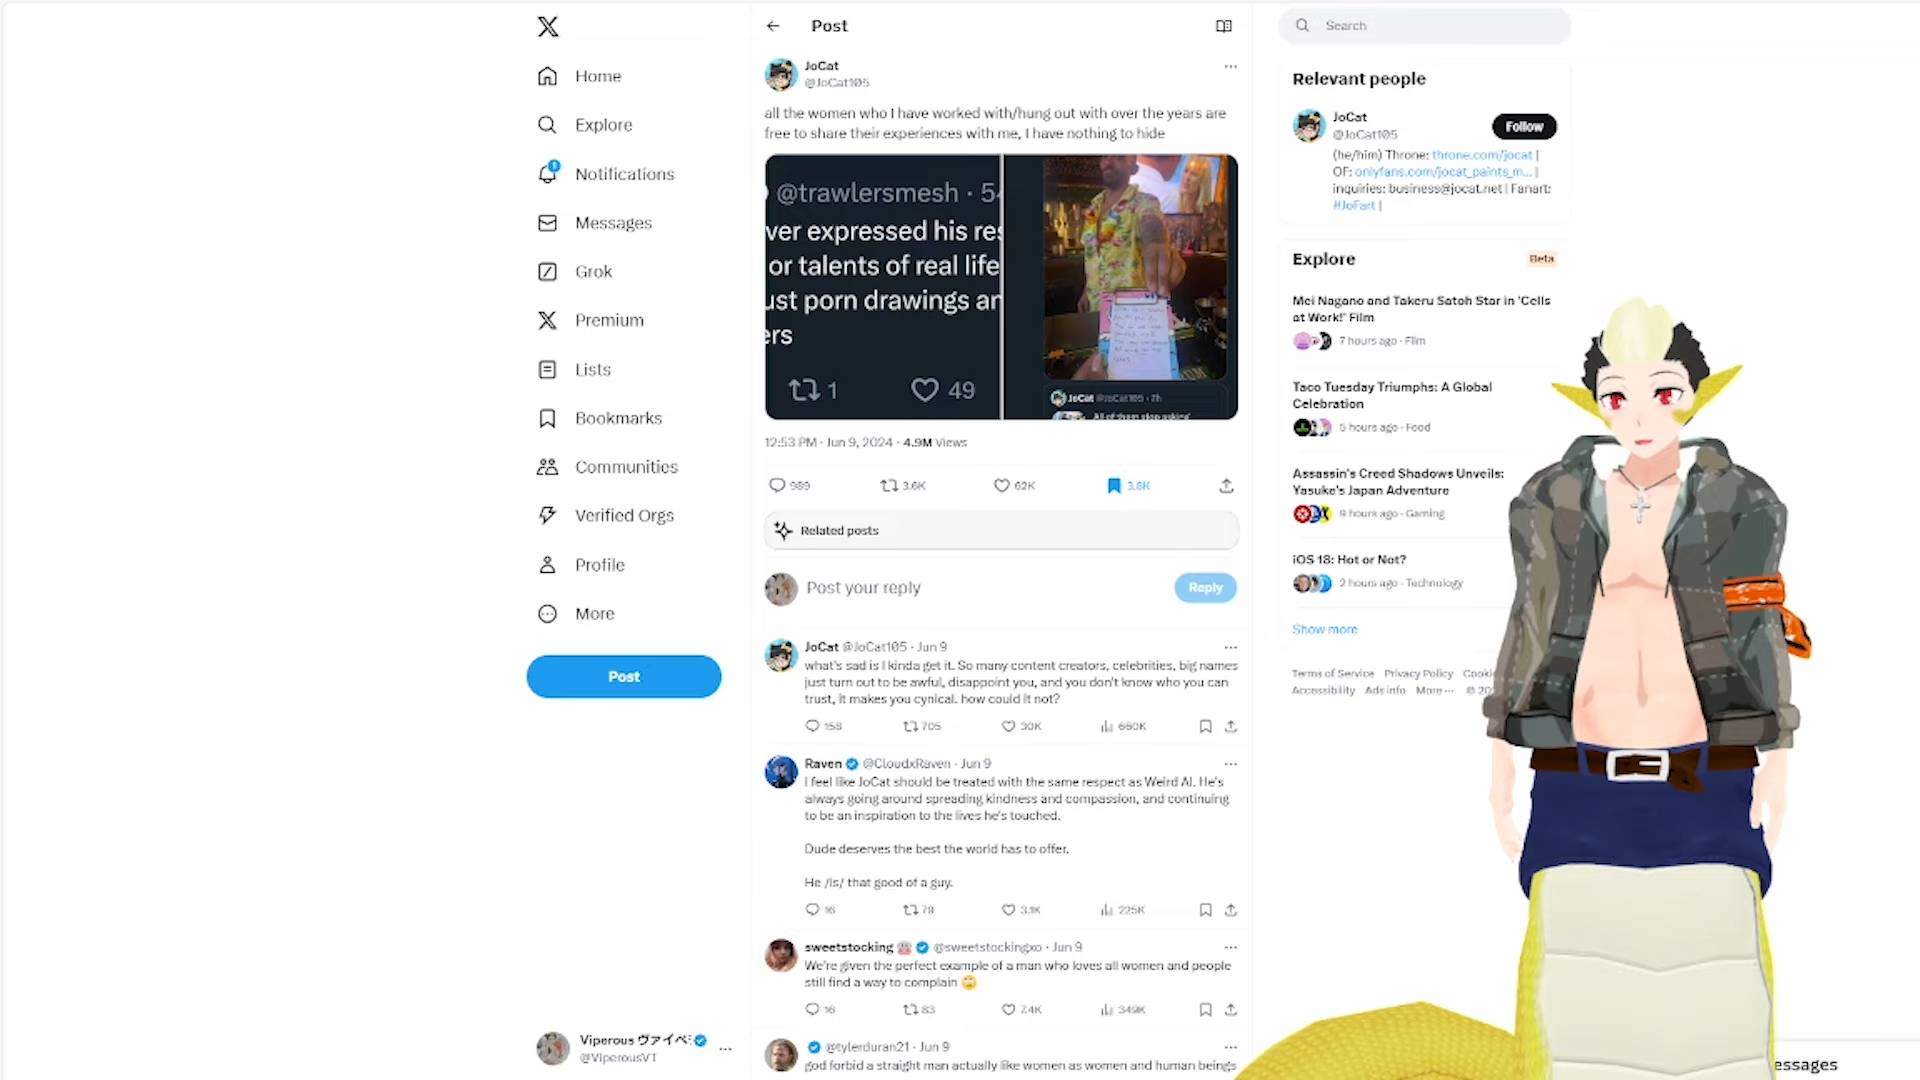 Home
Explore
Notifications
Messages
Grok
Premium
Lists
Bookmarks
Communities
Verified Orgs
Profile
More
Post
Viperous ヴァイペ
@ViperousVT
Post
JoCat
@JoCat105
all the women who I have worked with/hung out with over the years are
free to share their experiences with me, I have nothing to hide
@trawlersmesh · 54
ver expressed his res
or talents of real life
ust porn drawings an
ers
1 49
JoCat @JoCat105 · 7h
All of them stop asking'
12:53 PM · Jun 9, 2024 · 4.9M Views
989 3.6K 62K 3.8K
Related posts
Post your reply
Reply
JoCat @JoCat105 · Jun 9
what's sad is I kinda get it. So many content creators, celebrities, big names
just turn out to be awful, disappoint you, and you don't know who you can
trust, it makes you cynical. how could it not?
158 705 30K 660K
Raven @CloudxRaven · Jun 9
I feel like JoCat should be treated with the same respect as Weird Al. He's
always going around spreading kindness and compassion, and continuing
to be an inspiration to the lives he's touched.
Dude deserves the best the world has to offer.
He /is/ that good of a guy.
16 79 3.1K 225K
sweetstocking @sweetstockingxo · Jun 9
We're given the perfect example of a man who loves all women and people
still find a way to complain
16 83 7.4K 349K
@tylerduran21 · Jun 9
god forbid a straight man actually like women as women and human beings
Search
Relevant people
JoCat
@JoCat105
Follow
(he/him) Throne: throne.com/jocat |
OF: onlyfans.com/jocat_paints_m... |
inquiries: business@jocat.net | Fanart:
#JoFart |
Explore
Beta
Mei Nagano and Takeru Satoh Star in 'Cells
at Work!' Film
7 hours ago · Film
Taco Tuesday Triumphs: A Global
Celebration
5 hours ago · Food
Assassin's Creed Shadows Unveils:
Yasuke's Japan Adventure
9 hours ago · Gaming
iOS 18: Hot or Not?
2 hours ago · Technology
Show more
Terms of Service Privacy Policy Cooki
Accessibility Ads info More ··· © 20
essages